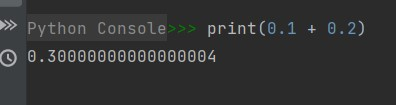 Python Console>>> print(0.1 + 0.2)
0.30000000000000004